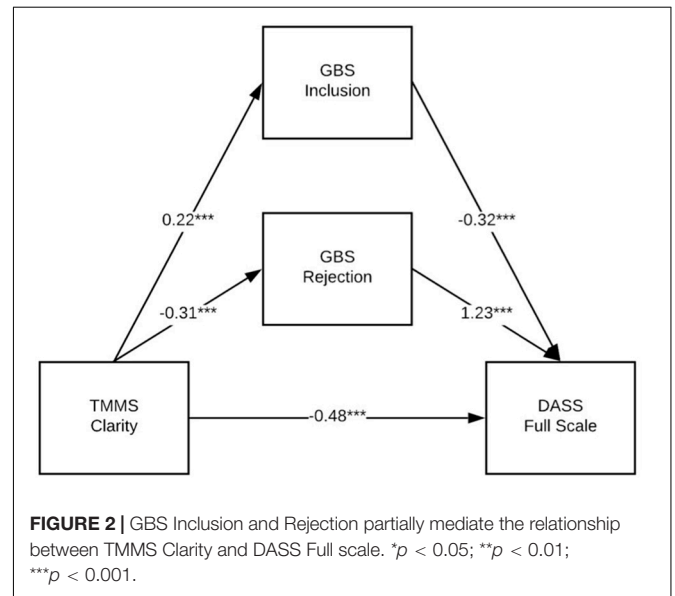 GBS
Inclusion
0.22***
-0.32***
GBS
Rejection
-0.31***
1.23***
TMMS
Clarity
-0.48***
DASS
Full Scale
FIGURE 2 | GBS Inclusion and Rejection partially mediate the relationship
between TMMS Clarity and DASS Full scale. *p < 0.05; **p < 0.01;
***p < 0.001.